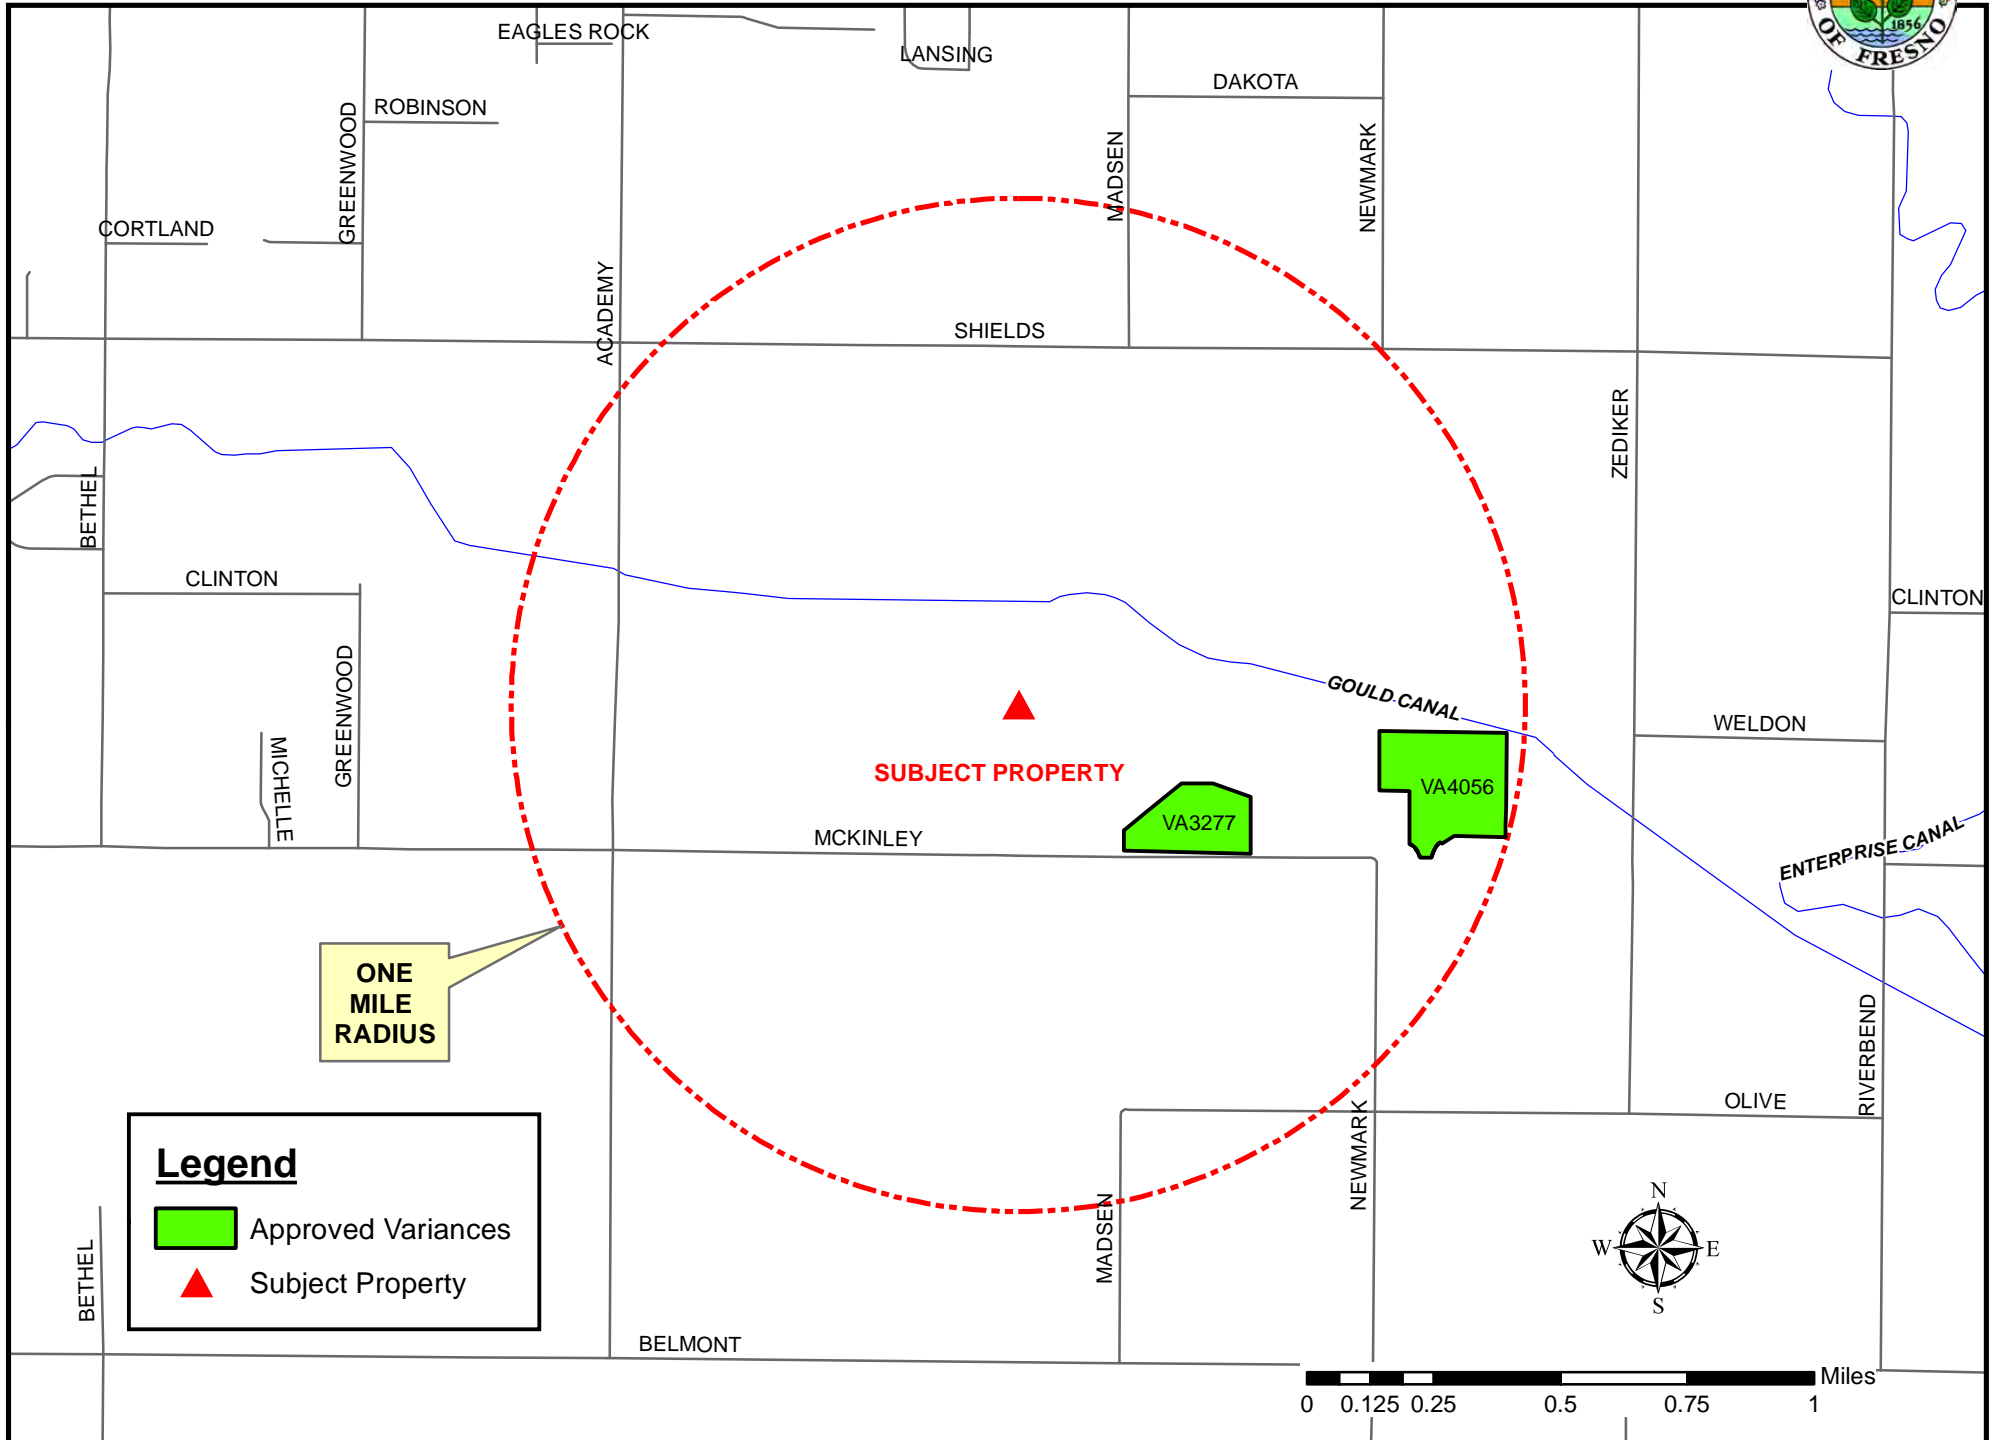 EAGLES ROCK
LANSING
1856
OF FRESNO
DAKOTA
ROBINSON
GREENWOOD
MADSEN
NEWMARK
CORTLAND
ACADEMY
SHIELDS
ZEDIKER
BETHEL
CLINTON
CLINTON
GREENWOOD
MICHELLE
GOULD CANAL
WELDON
SUBJECT PROPERTY
VA4056
VA3277
MCKINLEY
ENTERPRISE CANAL
ONE
MILE
RADIUS
RIVERBEND
OLIVE
NEWMARK
MADSEN
Legend
Approved Variances
Subject Property
BETHEL
N
W E
S
BELMONT
Miles
0 0.125 0.25 0.5 0.75 1